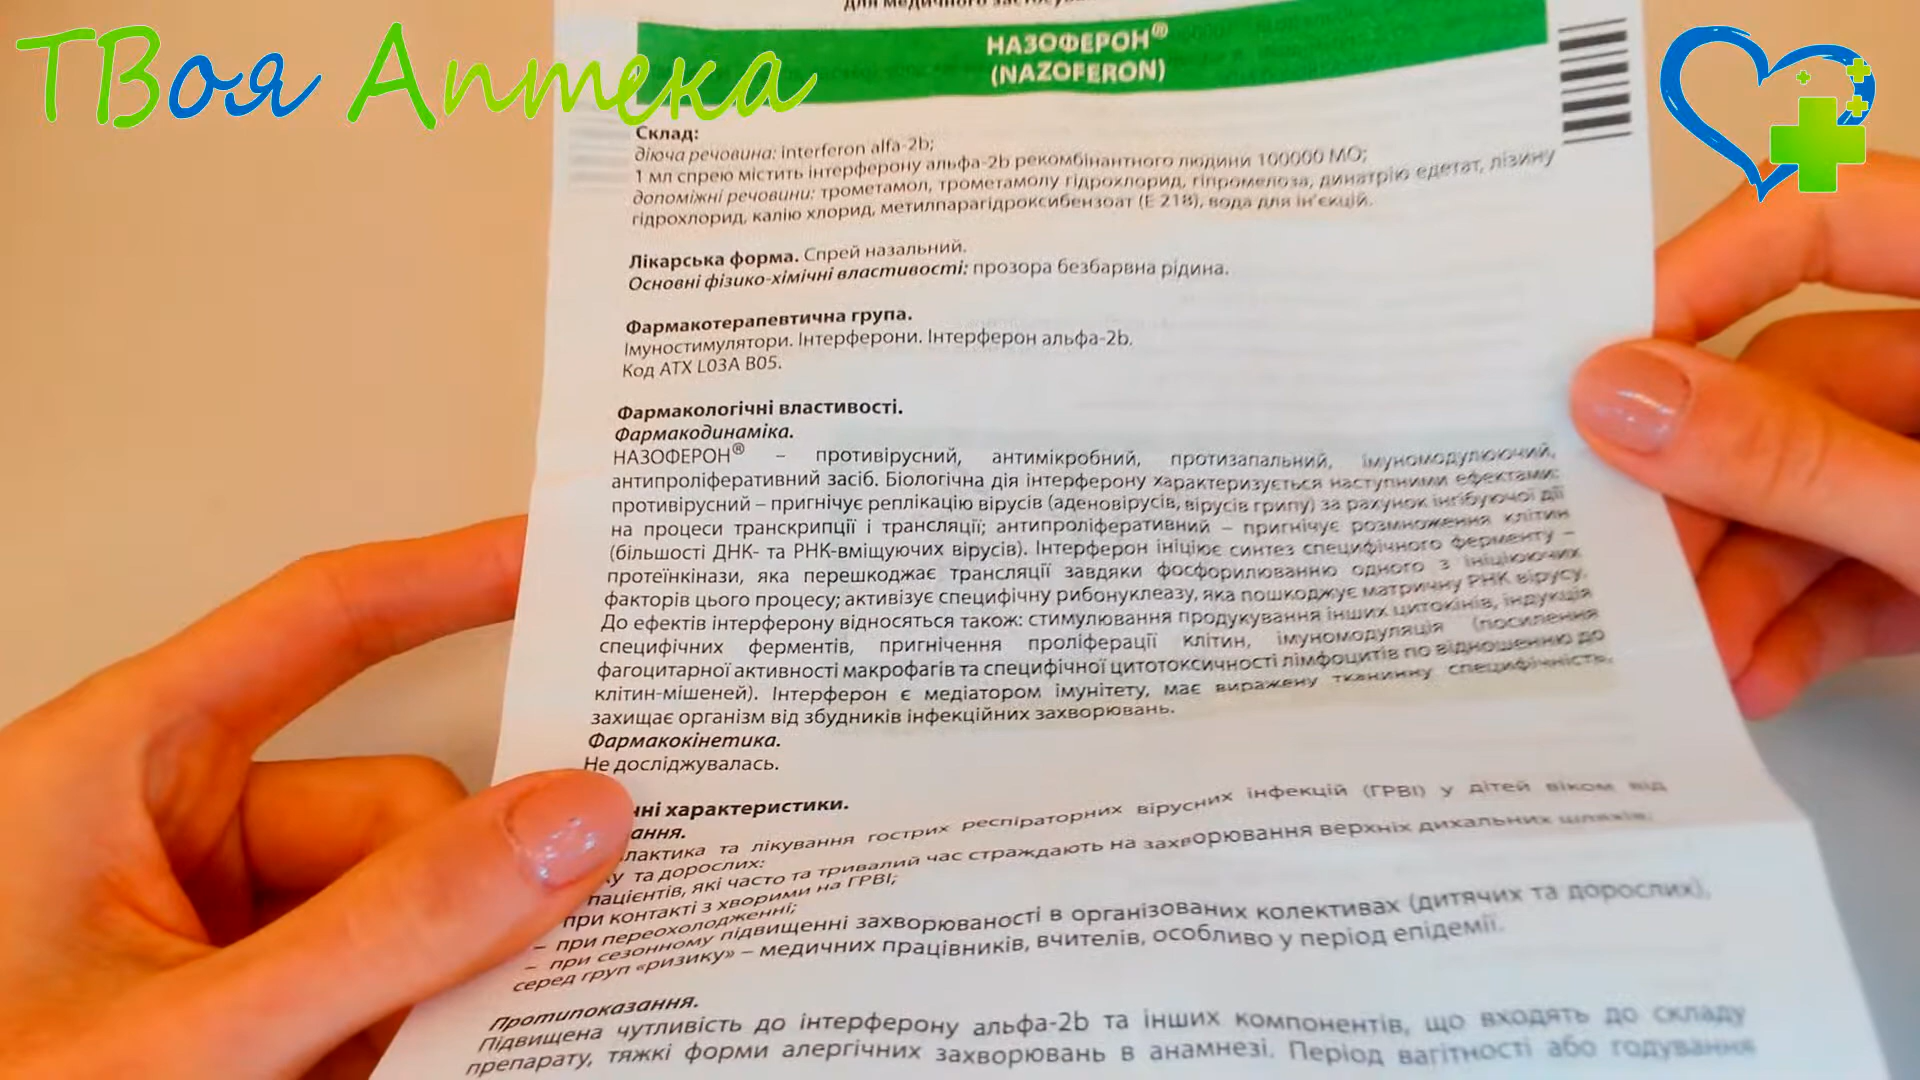 ТВоя Аптека
для медичного застосув
НАЗОФЕРОН®
(NAZOFERON)
Склад:
діюча речовина: interferon alfa-2b;
1 мл спрею містить інтерферону альфа-2b рекомбінантного людини 100000 МО;
допоміжні речовини: трометамол, трометамолу гідрохлорид, гіпромелоза, динатрію едетат, лізину
гідрохлорид, калію хлорид, метилпарагідроксибензоат (Е 218), вода для ін'єкцій.
Лікарська форма. Спрей назальний.
Основні фізико-хімічні властивості: прозора безбарвна рідина.
Фармакотерапевтична група.
Імуностимулятори. Інтерферони. Інтерферон альфа-2b.
Код АТХ L03A B05.
Фармакологічні властивості.
Фармакодинаміка.
НАЗОФЕРОН® – противірусний, антимікробний, протизапальний, імуномодулюючий,
антипроліферативний засіб. Біологічна дія інтерферону характеризується наступними ефектами:
противірусний – пригнічує реплікацію вірусів (аденовірусів, вірусів грипу) за рахунок інгібуючої дії
на процеси транскрипції і трансляції; антипроліферативний – пригнічує розмноження клітин
(більшості ДНК- та РНК-вміщуючих вірусів). Інтерферон ініціює синтез специфічного ферменту –
протеїнкінази, яка перешкоджає трансляції завдяки фосфорилюванню одного з ініціюючих
факторів цього процесу; активізує специфічну рибонуклеазу, яка пошкоджує матричну РНК вірусу.
До ефектів інтерферону відносяться також: стимулювання продукування інших цитокінів, індукція
специфічних ферментів, пригнічення проліферації клітин, імуномодуляція (посилення
фагоцитарної активності макрофагів та специфічної цитотоксичності лімфоцитів по відношенню до
клітин-мішеней). Інтерферон є медіатором імунітету, має виражену тканинну специфічність,
захищає організм від збудників інфекційних захворювань.
Фармакокінетика.
Не досліджувалась.
нні характеристики.
ання.
лактика та лікування гострих респіраторних вірусних інфекцій (ГРВІ) у дітей віком від
ку та дорослих:
пацієнтів, які часто та тривалий час страждають на захворювання верхніх дихальних шляхів;
при контакті з хворими на ГРВІ;
– при переохолодженні;
– при сезонному підвищенні захворюваності в організованих колективах (дитячих та дорослих),
серед груп «ризику» – медичних працівників, вчителів, особливо у період епідемії.
Протипоказання.
Підвищена чутливість до інтерферону альфа-2b та інших компонентів, що входять до складу
препарату, тяжкі форми алергічних захворювань в анамнезі. Період вагітності або годування